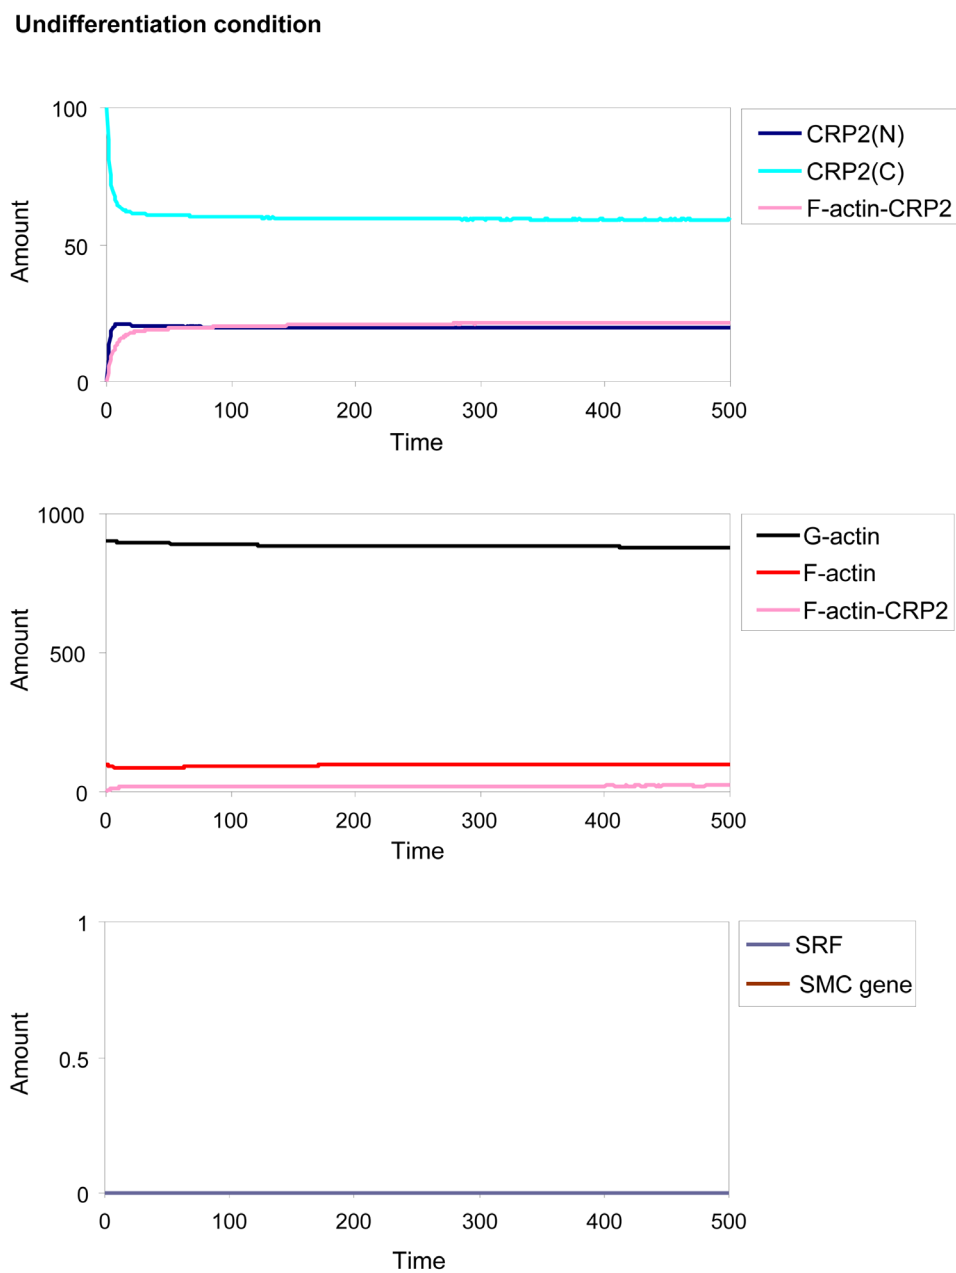 Undifferentiation condition
100
50
0
Amount
0 100 200 300 400 500
Time
CRP2(N)
CRP2(C)
F-actin-CRP2
1000
500
0
Amount
0 100 200 300 400 500
Time
G-actin
F-actin
F-actin-CRP2
1
0.5
0
Amount
0 100 200 300 400 500
Time
SRF
SMC gene